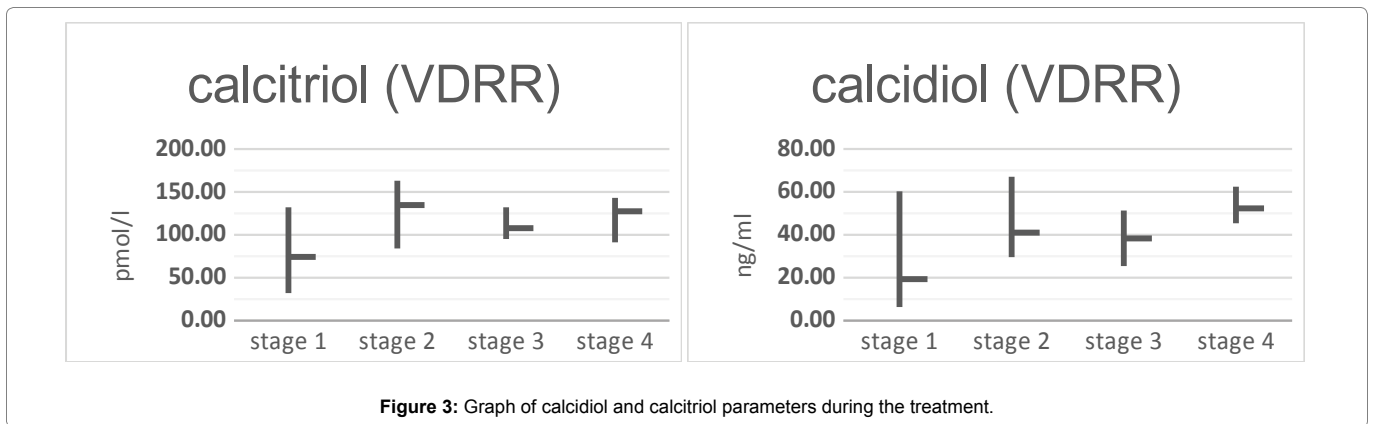 calcitriol (VDRR)
200.00
150.00
100.00
50.00
0.00
pmol/l
stage 1 stage 2 stage 3 stage 4
calcidiol (VDRR)
80.00
60.00
40.00
20.00
0.00
ng/ml
stage 1 stage 2 stage 3 stage 4
Figure 3: Graph of calcidiol and calcitriol parameters during the treatment.